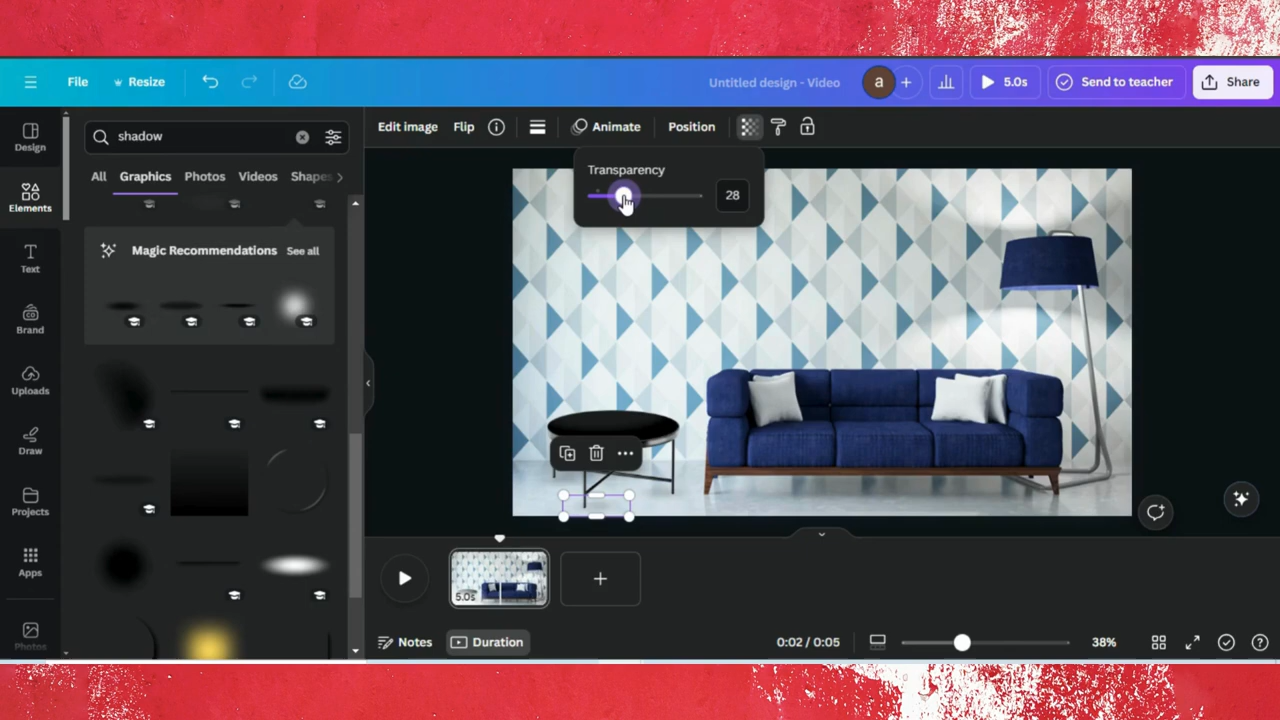 File Resize Untitled design - Video a + 5.0s Send to teacher Share
Design
Elements
Text
Brand
Uploads
Draw
Projects
Apps
Photos
shadow
All Graphics Photos Videos Shapes
Magic Recommendations See all
Edit image Flip Animate Position
Transparency
28
5.0s
Notes Duration 0:02 / 0:05 38%